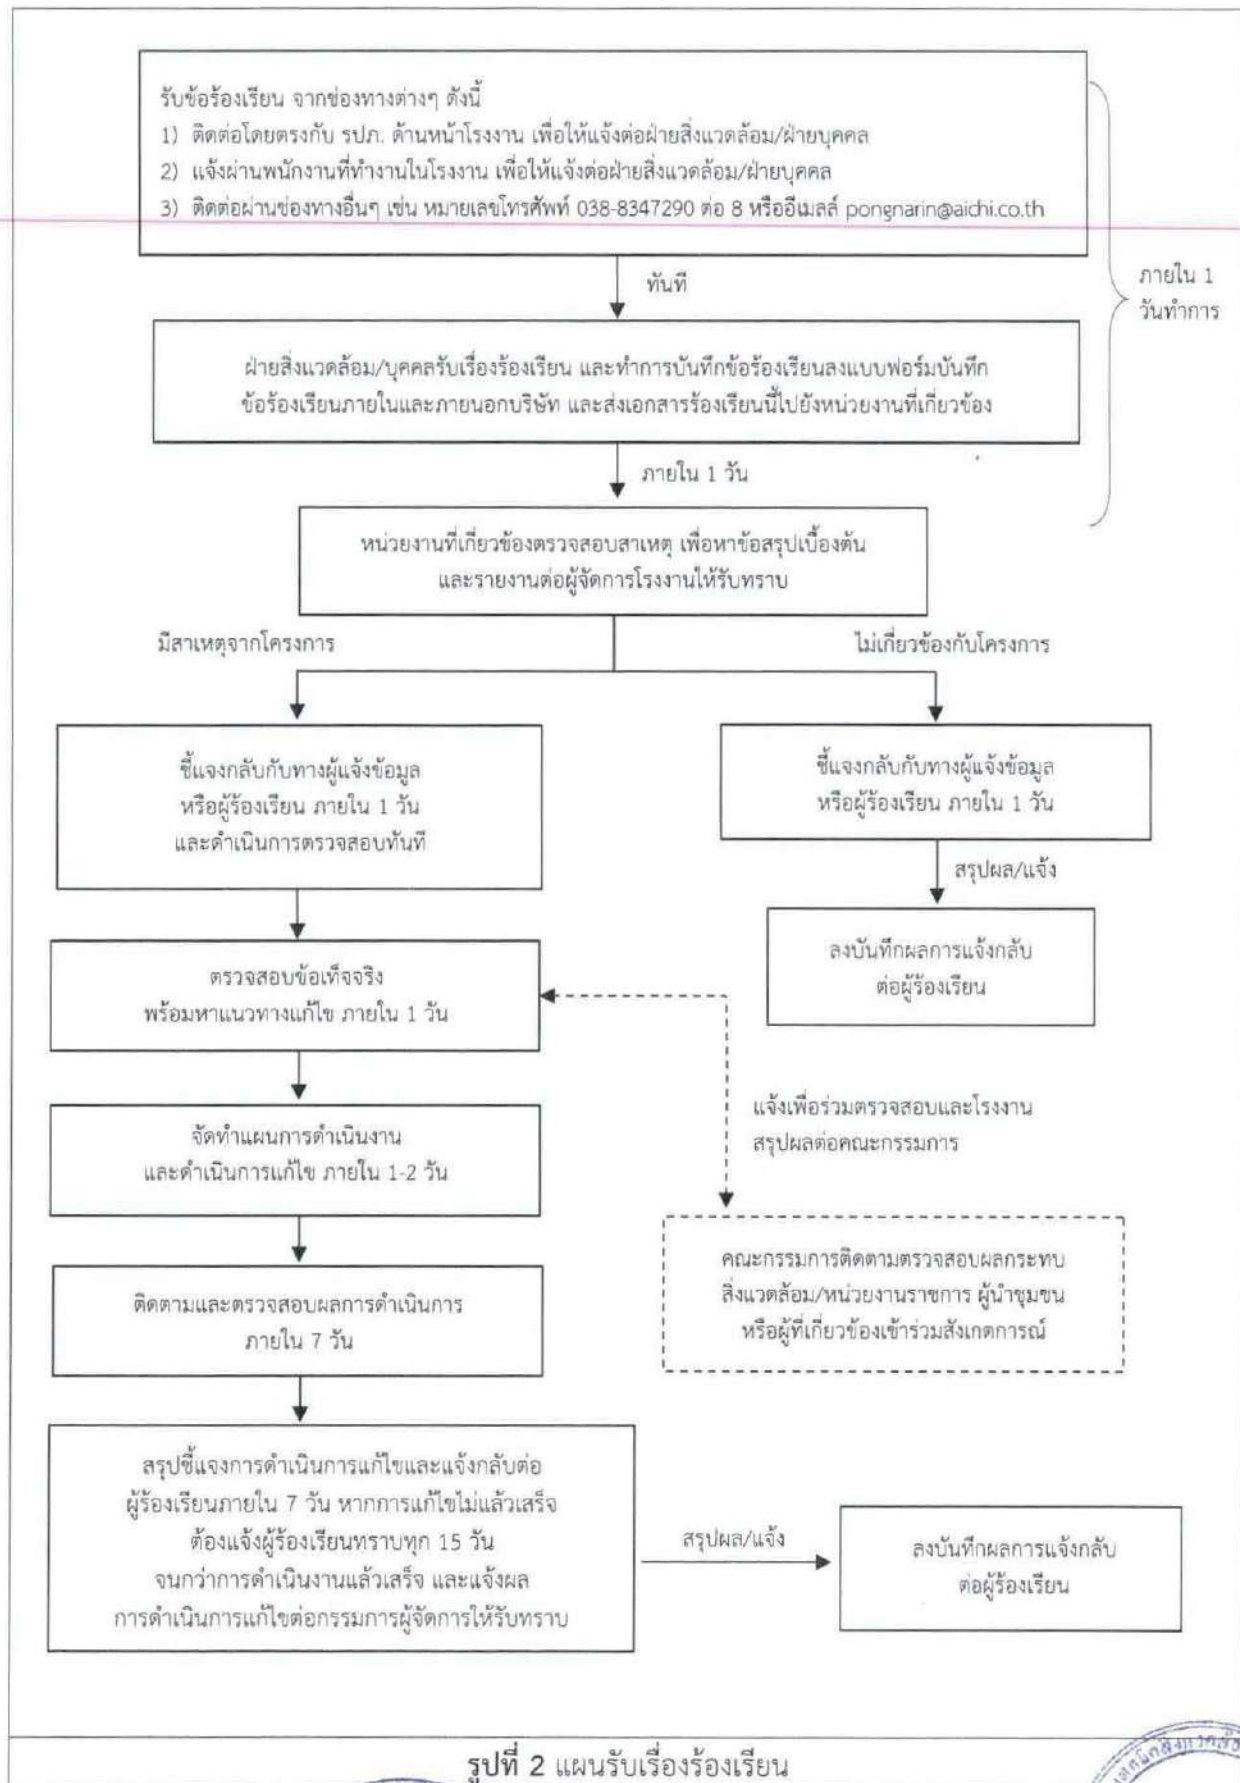 รับข้อร้องเรียน จากช่องทางต่างๆ ดังนี้
1) ติดต่อโดยตรงกับ รปภ. ด้านหน้าโรงงาน เพื่อให้แจ้งต่อฝ่ายสิ่งแวดล้อม/ฝ่ายบุคคล
2) แจ้งผ่านพนักงานที่ทำงานในโรงงาน เพื่อให้แจ้งต่อฝ่ายสิ่งแวดล้อม/ฝ่ายบุคคล
3) ติดต่อผ่านช่องทางอื่นๆ เช่น หมายเลขโทรศัพท์ 038-8347290 ต่อ 8 หรืออีเมลล์ pongnarin@aichi.co.th
ทันที
ภายใน 1
วันทำการ
ฝ่ายสิ่งแวดล้อม/บุคคลรับเรื่องร้องเรียน และทำการบันทึกข้อร้องเรียนลงแบบฟอร์มบันทึก
ข้อร้องเรียนภายในและภายนอกบริษัท และส่งเอกสารร้องเรียนนี้ไปยังหน่วยงานที่เกี่ยวข้อง
ภายใน 1 วัน
หน่วยงานที่เกี่ยวข้องตรวจสอบสาเหตุ เพื่อหาข้อสรุปเบื้องต้น
และรายงานต่อผู้จัดการโรงงานให้รับทราบ
มีสาเหตุจากโครงการ
ไม่เกี่ยวข้องกับโครงการ
ชี้แจงกลับกับทางผู้แจ้งข้อมูล
หรือผู้ร้องเรียน ภายใน 1 วัน
และดำเนินการตรวจสอบทันที
ชี้แจงกลับกับทางผู้แจ้งข้อมูล
หรือผู้ร้องเรียน ภายใน 1 วัน
สรุปผล/แจ้ง
ลงบันทึกผลการแจ้งกลับ
ต่อผู้ร้องเรียน
ตรวจสอบข้อเท็จจริง
พร้อมหาแนวทางแก้ไข ภายใน 1 วัน
แจ้งเพื่อร่วมตรวจสอบและโรงงาน
สรุปผลต่อคณะกรรมการ
จัดทำแผนการดำเนินงาน
และดำเนินการแก้ไข ภายใน 1-2 วัน
คณะกรรมการติดตามตรวจสอบผลกระทบ
สิ่งแวดล้อม/หน่วยงานราชการ ผู้นำชุมชน
หรือผู้ที่เกี่ยวข้องเข้าร่วมสังเกตการณ์
ติดตามและตรวจสอบผลการดำเนินการ
ภายใน 7 วัน
สรุปชี้แจงการดำเนินการแก้ไขและแจ้งกลับต่อ
ผู้ร้องเรียนภายใน 7 วัน หากการแก้ไขไม่แล้วเสร็จ
ต้องแจ้งผู้ร้องเรียนทราบทุก 15 วัน
จนกว่าการดำเนินงานแล้วเสร็จ และแจ้งผล
การดำเนินการแก้ไขต่อกรรมการผู้จัดการให้รับทราบ
สรุปผล/แจ้ง
ลงบันทึกผลการแจ้งกลับ
ต่อผู้ร้องเรียน
รูปที่ 2 แผนรับเรื่องร้องเรียน